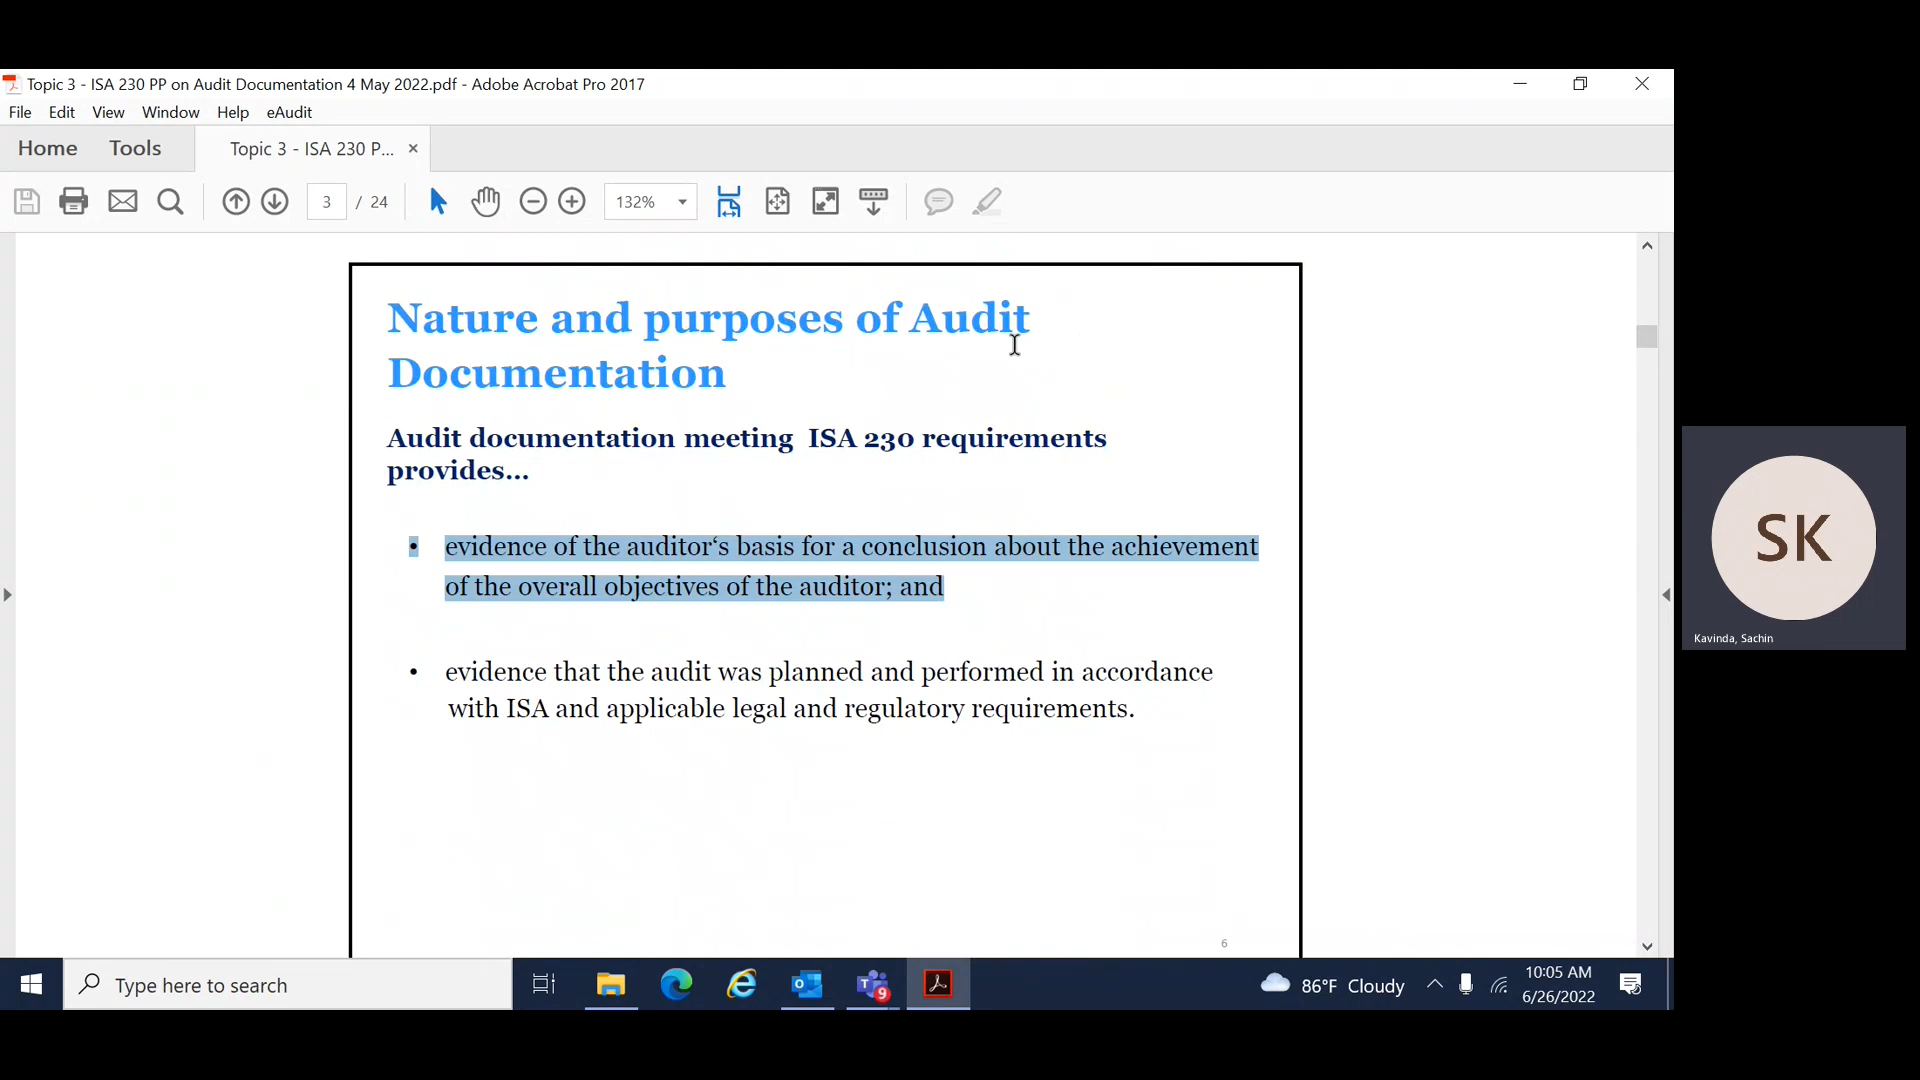 Topic 3 - ISA 230 PP on Audit Documentation 4 May 2022.pdf - Adobe Acrobat Pro 2017
File Edit View Window Help eAudit
Home Tools Topic 3 - ISA 230 P... ×
3 / 24 132%
Nature and purposes of Audit
Documentation
Audit documentation meeting ISA 230 requirements
provides...
• evidence of the auditor‘s basis for a conclusion about the achievement
of the overall objectives of the auditor; and
SK
Kavinda, Sachin
• evidence that the audit was planned and performed in accordance
with ISA and applicable legal and regulatory requirements.
6
Type here to search
9
86°F Cloudy
10:05 AM
6/26/2022